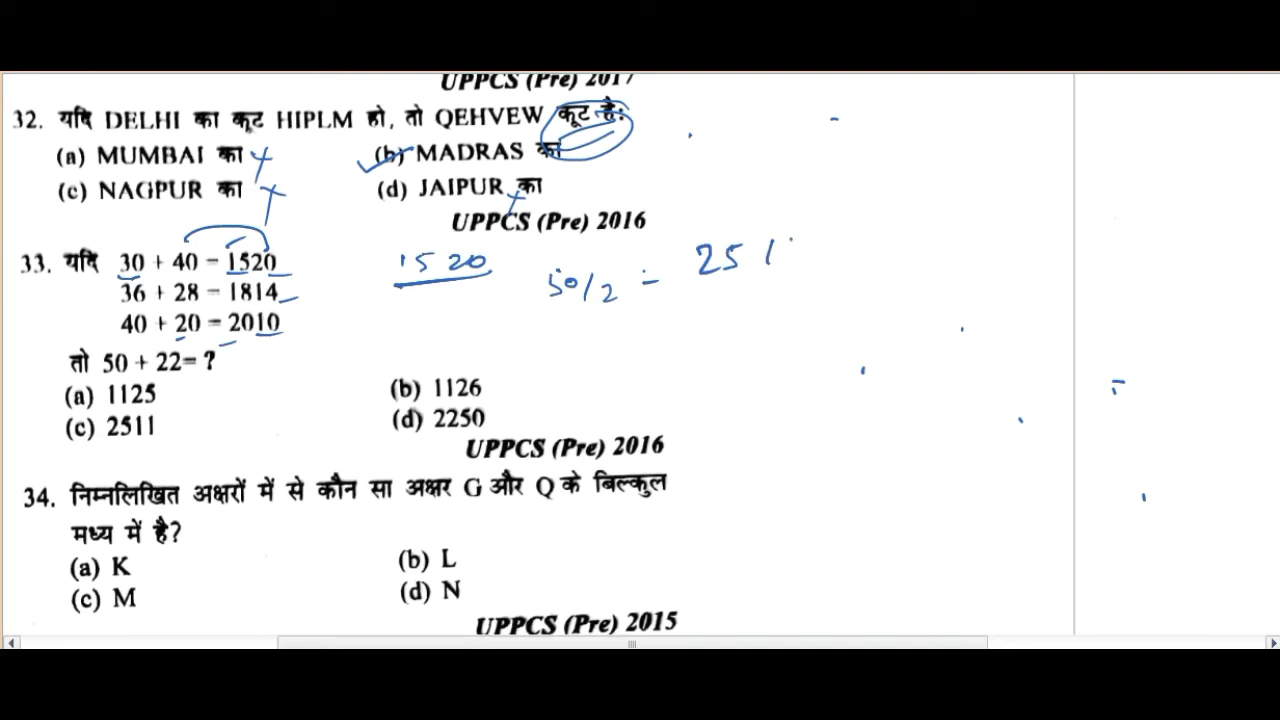 UPPCS (Pre) 2017
32. यदि DELHI का कूट HIPLM हो, तो QEHVEW कूट है:
(a) MUMBAI का (b) MADRAS का
(c) NAGPUR का (d) JAIPUR का
UPPCS (Pre) 2016
33. यदि 30 + 40 = 1520 1520 50/2 = 25 1
36 + 28 = 1814
40 + 20 = 2010
तो 50 + 22= ?
(a) 1125 (b) 1126
(c) 2511 (d) 2250
UPPCS (Pre) 2016
34. निम्नलिखित अक्षरों में से कौन सा अक्षर G और Q के बिल्कुल
मध्य में है?
(a) K (b) L
(c) M (d) N
UPPCS (Pre) 2015